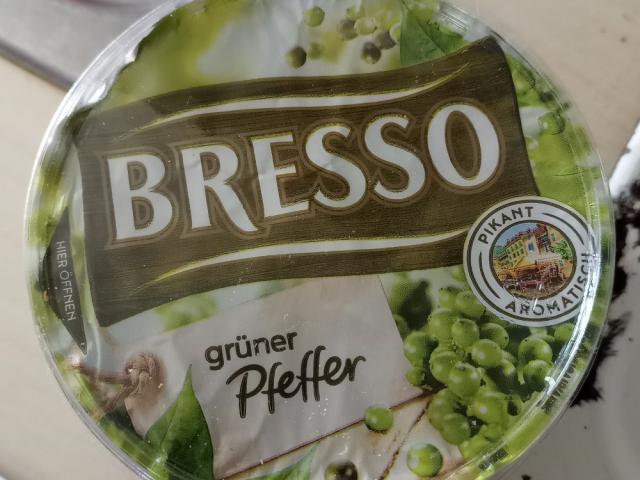 BRESSO
PIKANT
AROMATISCH
HIER ÖFFNEN
grüner
Pfeffer